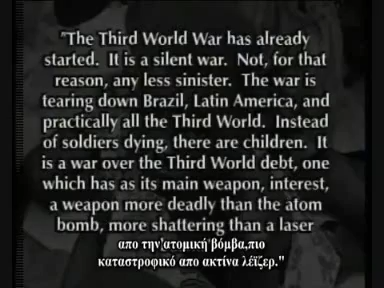 "The Third World War has already
started.  It is a silent war.  Not, for that
reason, any less sinister.  The war is
tearing down Brazil, Latin America, and
practically all the Third World.  Instead
of soldiers dying, there are children.  It
is a war over the Third World debt, one
which has as its main weapon, interest,
a weapon more deadly than the atom
bomb, more shattering than a laser
απο την ατομική βόμβα,πιο
καταστροφικό απο ακτίνα λέϊζερ."